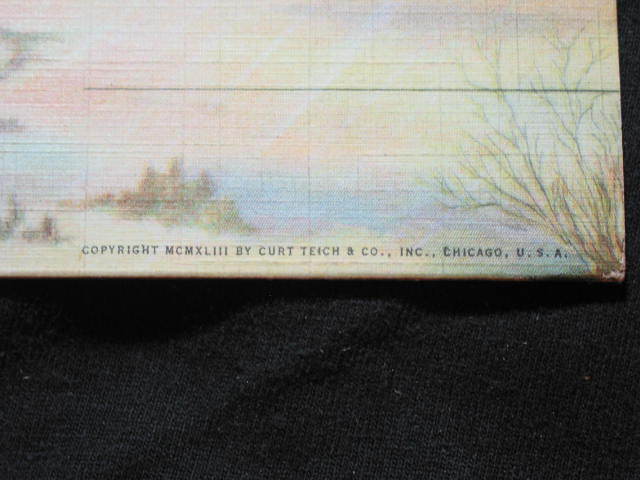 COPYRIGHT MCMXLIII BY CURT TEICH & CO., INC., CHICAGO, U. S. A.